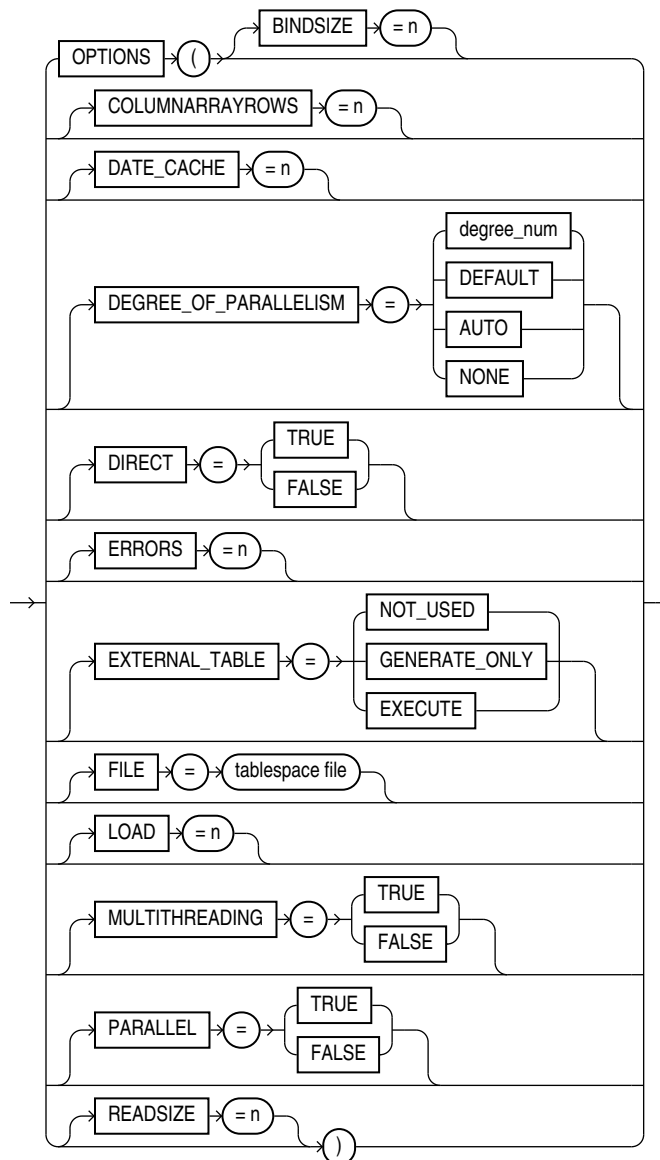 BINDSIZE = n
OPTIONS (
COLUMNARRAYROWS = n
DATE_CACHE = n
degree_num
DEFAULT
DEGREE_OF_PARALLELISM =
AUTO
NONE
TRUE
DIRECT =
FALSE
ERRORS = n
NOT_USED
EXTERNAL_TABLE = GENERATE_ONLY
EXECUTE
FILE = tablespace file
LOAD = n
TRUE
MULTITHREADING =
FALSE
TRUE
PARALLEL =
FALSE
READSIZE = n
)